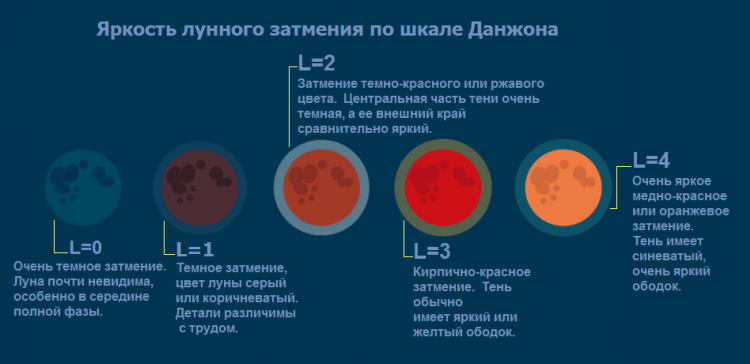 Яркость лунного затмения по шкале Данжона
L=0
Очень темное затмение.
Луна почти невидима,
особенно в середине
полной фазы.
L=1
Темное затмение,
цвет луны серый
или коричневатый.
Детали различимы
с трудом.
L=2
Затмение темно-красного или ржавого
цвета. Центральная часть тени очень
темная, а ее внешний край
сравнительно яркий.
L=3
Кирпично-красное
затмение. Тень
обычно
имеет яркий или
желтый ободок.
L=4
Очень яркое
медно-красное
или оранжевое
затмение.
Тень имеет
синеватый,
очень яркий
ободок.